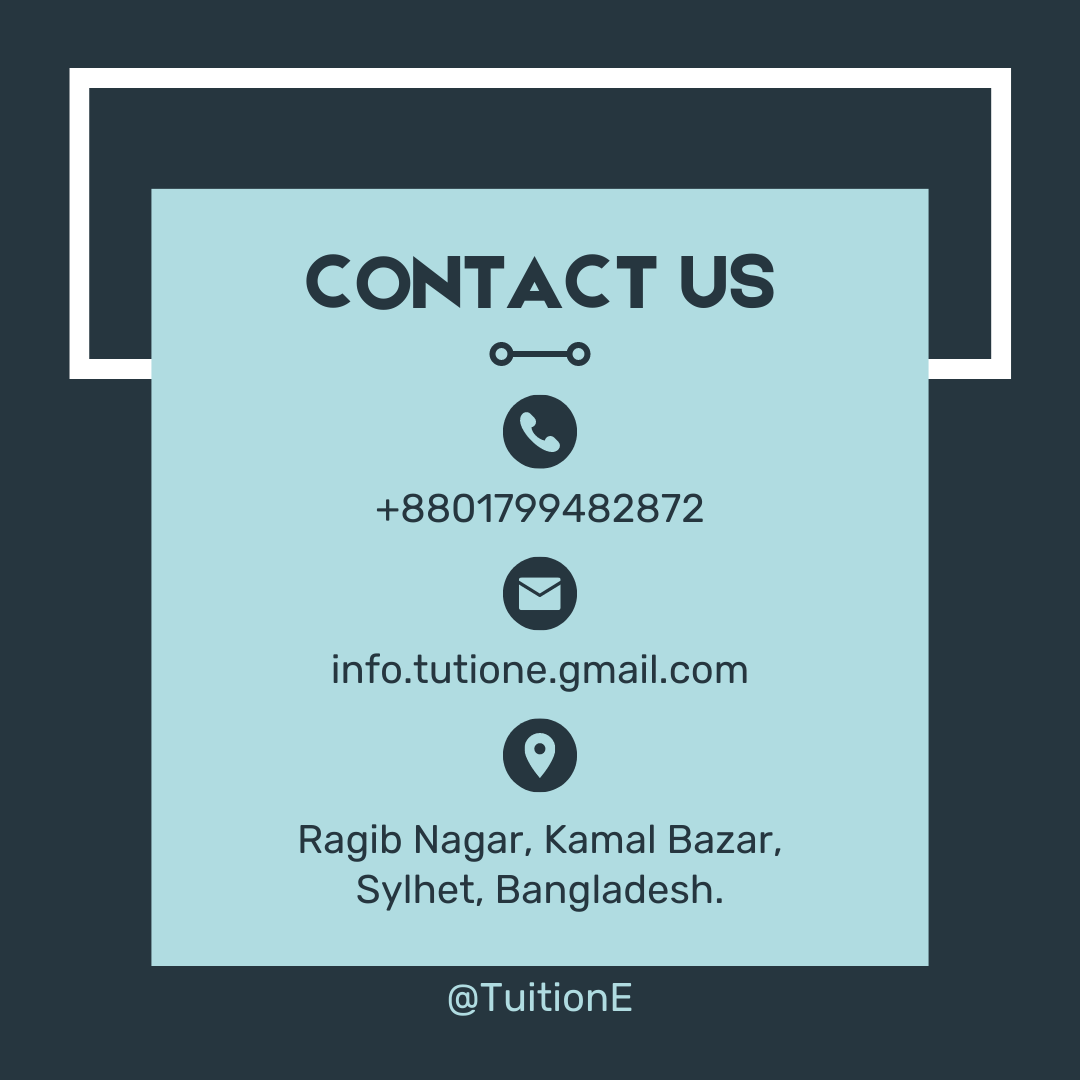 CONTACT US
+8801799482872
info.tutione.gmail.com
Ragib Nagar, Kamal Bazar,
Sylhet, Bangladesh.
@TuitionE